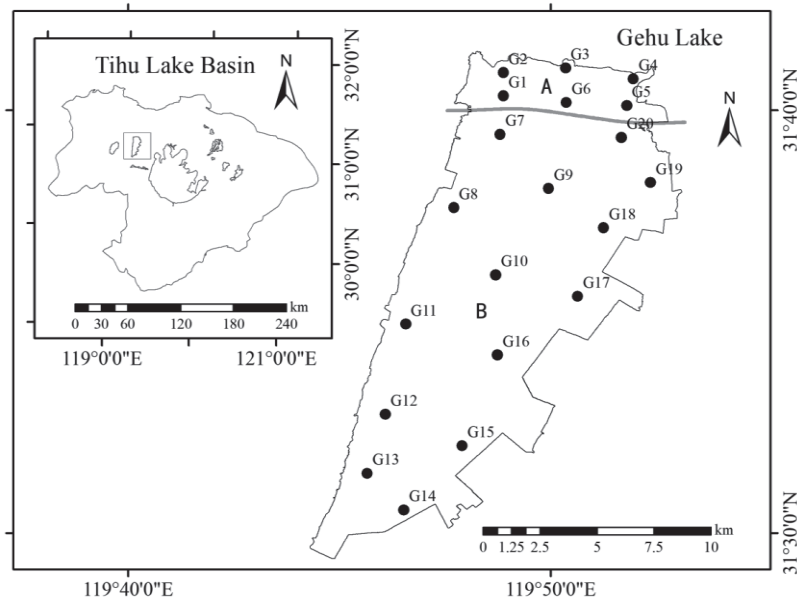 Gehu Lake
Tihu Lake Basin
N
km
0 30 60 120 180 240
119°0'0"E 121°0'0"E
32°0'0"N
31°0'0"N
30°0'0"N
G2 G3 G4
G1 A G6 G5
G7 G20
N
G9 G19
G8
G18
G10
G17
G11 B
G16
G12
G15
G13
G14
km
0 1.25 2.5 5 7.5 10
31°40'0"N
31°30'0"N
119°40'0"E 119°50'0"E